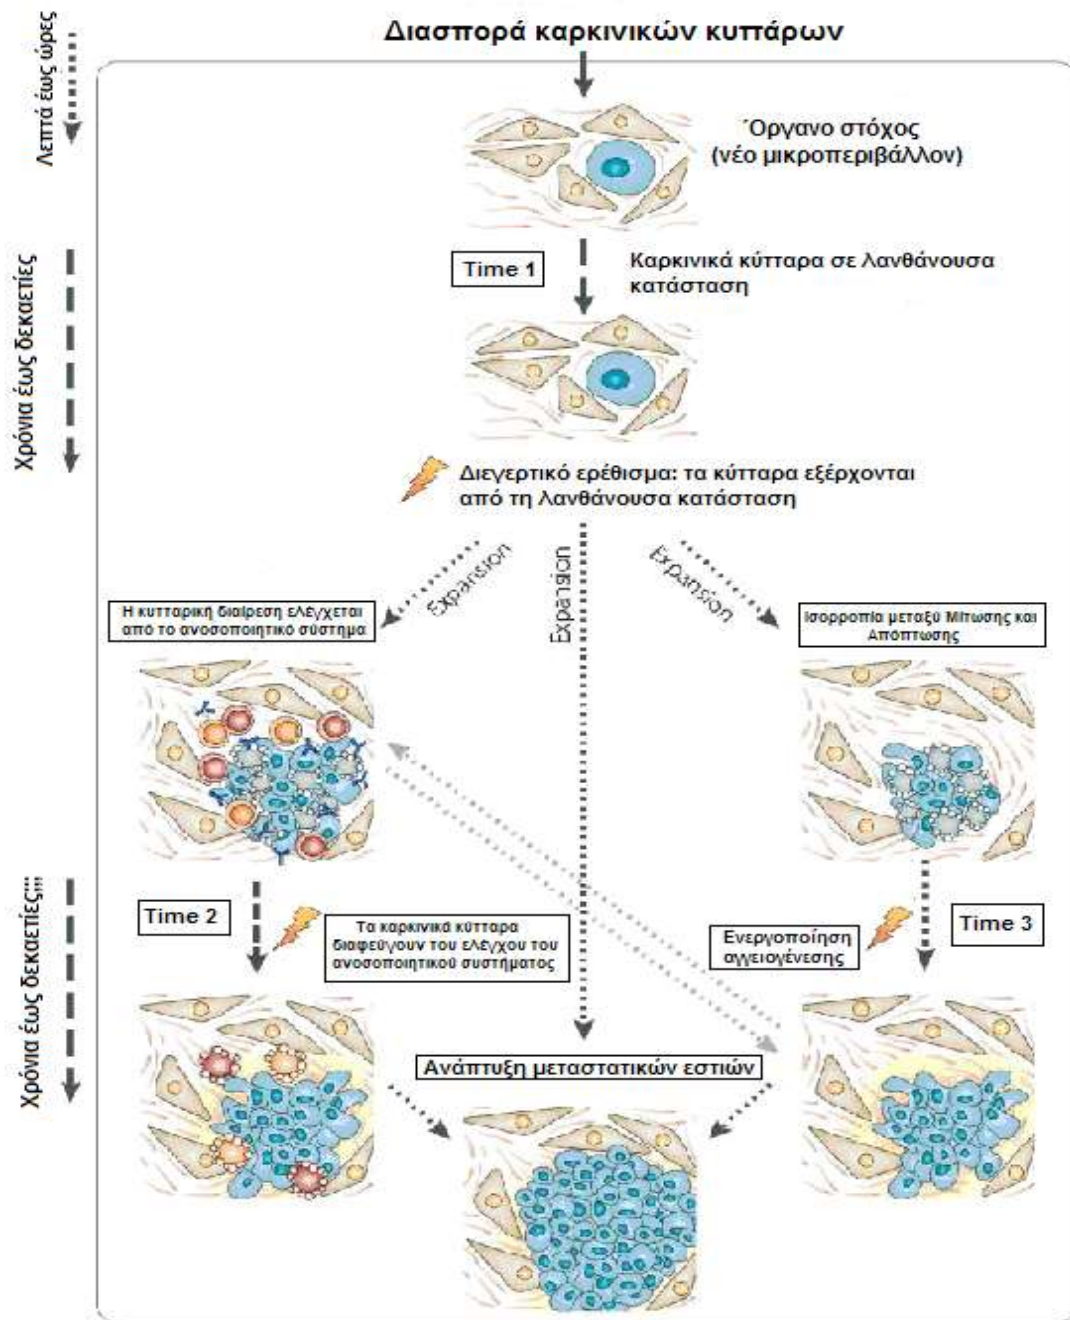 Διασπορά καρκινικών κυττάρων
Λεπτά έως ώρες
Όργανο στόχος
(νέο μικροπεριβάλλον)
Time 1
Καρκινικά κύτταρα σε λανθάνουσα
κατάσταση
Χρόνια έως δεκαετίες
Διεγερτικό ερέθισμα: τα κύτταρα εξέρχονται
από τη λανθάνουσα κατάσταση
Expansion
Expansion
Expansion
Η κυτταρική διαίρεση ελέγχεται
από το ανοσοποιητικό σύστημα
Ισορροπία μεταξύ Μίτωσης και
Απόπτωσης
Χρόνια έως δεκαετίες;;;
Time 2
Τα καρκινικά κύτταρα
διαφεύγουν του ελέγχου του
ανοσοποιητικού συστήματος
Ενεργοποίηση
αγγειογένεσης
Time 3
Ανάπτυξη μεταστατικών εστιών